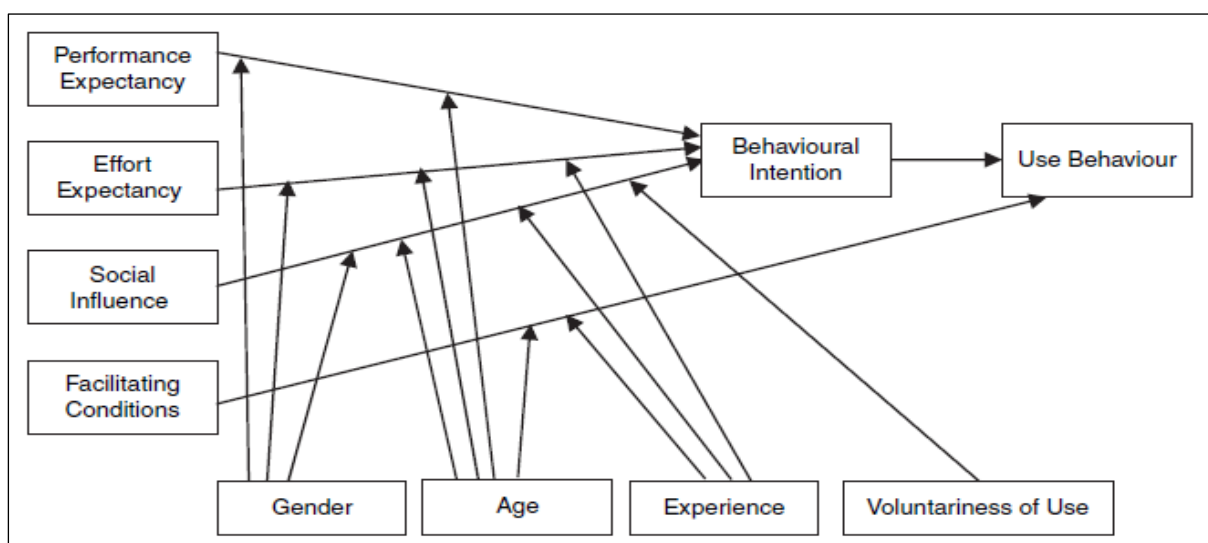 Performance
Expectancy
Effort
Expectancy
Social
Influence
Facilitating
Conditions
Behavioural
Intention
Use Behaviour
Gender
Age
Experience
Voluntariness of Use